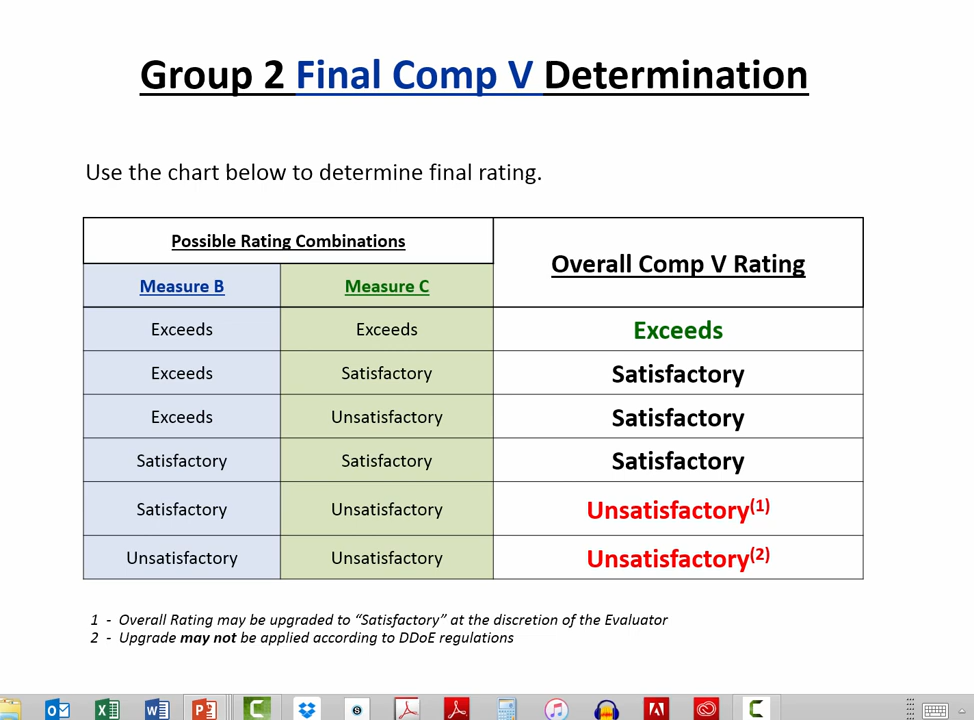 Group 2 Final Comp V Determination
Use the chart below to determine final rating.
Possible Rating Combinations
Overall Comp V Rating
Measure B Measure C
Exceeds Exceeds Exceeds
Exceeds Satisfactory Satisfactory
Exceeds Unsatisfactory Satisfactory
Satisfactory Satisfactory Satisfactory
Satisfactory Unsatisfactory Unsatisfactory(1)
Unsatisfactory Unsatisfactory Unsatisfactory(2)
1 - Overall Rating may be upgraded to “Satisfactory” at the discretion of the Evaluator
2 - Upgrade may not be applied according to DDoE regulations